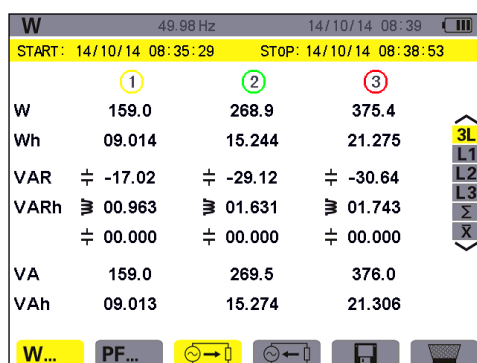 W 49.98 Hz 14/10/14 08:39
START: 14/10/14 08:35:29 STOP: 14/10/14 08:38:53
1 2 3
W 159.0 268.9 375.4
Wh 09.014 15.244 21.275
VAR -17.02 -29.12 -30.64
VARh 00.963 01.631 01.743
00.000 00.000 00.000
VA 159.0 269.5 376.0
VAh 09.013 15.274 21.306
3L
L1
L2
L3
Σ
X̅
W... PF...